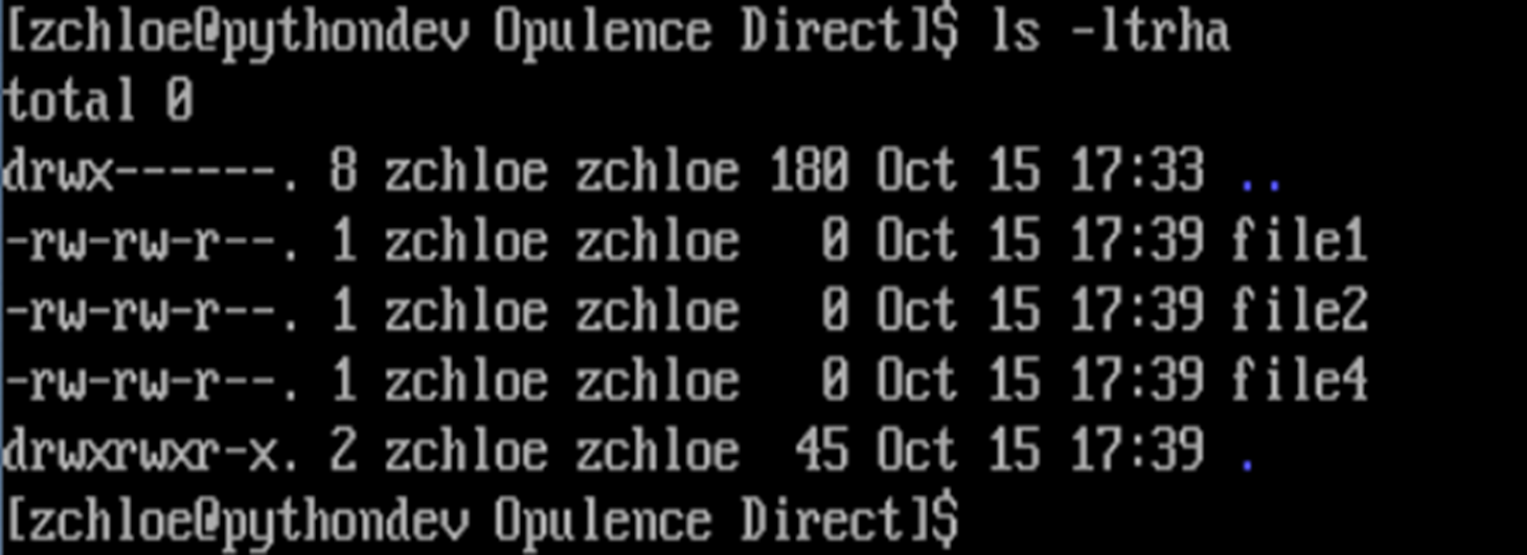 [zchloe@pythondev Opulence Direct]$ ls -ltrha
total 0
drwx------. 8 zchloe zchloe 180 Oct 15 17:33 ..
-rw-rw-r--. 1 zchloe zchloe   0 Oct 15 17:39 file1
-rw-rw-r--. 1 zchloe zchloe   0 Oct 15 17:39 file2
-rw-rw-r--. 1 zchloe zchloe   0 Oct 15 17:39 file4
drwxrwxr-x. 2 zchloe zchloe  45 Oct 15 17:39 .
[zchloe@pythondev Opulence Direct]$